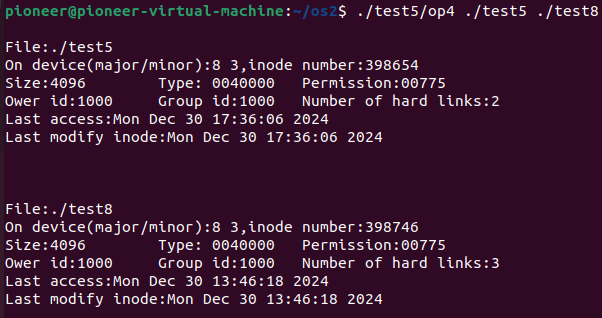 pioneer@pioneer-virtual-machine:~/os2$ ./test5/op4 ./test5 ./test8
File:./test5
On device(major/minor):8 3,inode number:398654
Size:4096        Type: 0040000   Permission:00775
Ower id:1000     Group id:1000   Number of hard links:2
Last access:Mon Dec 30 17:36:06 2024
Last modify inode:Mon Dec 30 17:36:06 2024
File:./test8
On device(major/minor):8 3,inode number:398746
Size:4096        Type: 0040000   Permission:00775
Ower id:1000     Group id:1000   Number of hard links:3
Last access:Mon Dec 30 13:46:18 2024
Last modify inode:Mon Dec 30 13:46:18 2024